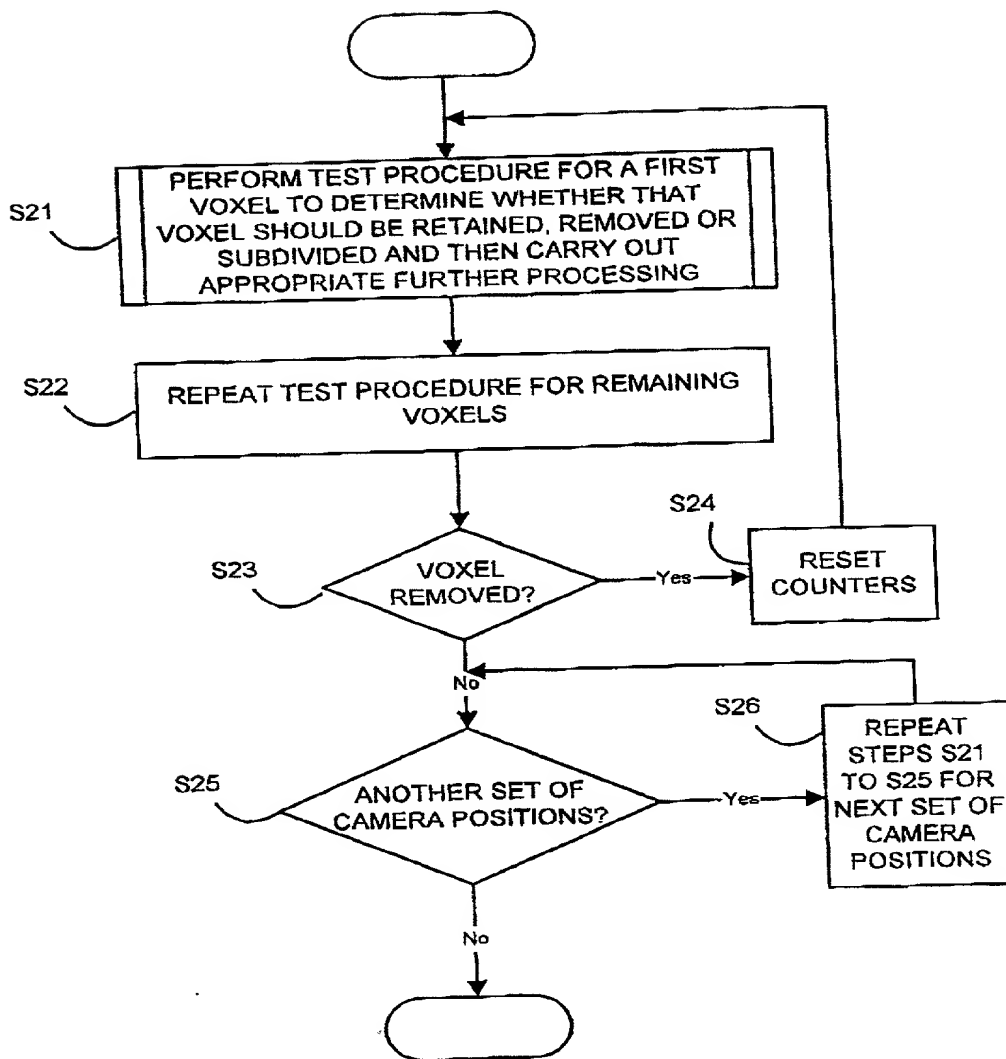 S21
PERFORM TEST PROCEDURE FOR A FIRST
VOXEL TO DETERMINE WHETHER THAT
VOXEL SHOULD BE RETAINED, REMOVED OR
SUBDIVIDED AND THEN CARRY OUT
APPROPRIATE FURTHER PROCESSING
S22
REPEAT TEST PROCEDURE FOR REMAINING
VOXELS
S23
VOXEL
REMOVED?
Yes
S24
RESET
COUNTERS
No
S25
ANOTHER SET OF
CAMERA POSITIONS?
Yes
S26
REPEAT
STEPS S21
TO S25 FOR
NEXT SET OF
CAMERA
POSITIONS
No